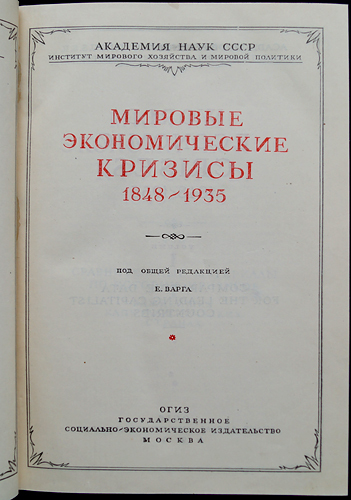 АКАДЕМИЯ НАУК СССР
ИНСТИТУТ МИРОВОГО ХОЗЯЙСТВА И МИРОВОЙ ПОЛИТИКИ
МИРОВЫЕ
ЭКОНОМИЧЕСКИЕ
КРИЗИСЫ
1848~1935
ПОД ОБЩЕЙ РЕДАКЦИЕЙ
Е. ВАРГА
ОГИЗ
ГОСУДАРСТВЕННОЕ
СОЦИАЛЬНО-ЭКОНОМИЧЕСКОЕ ИЗДАТЕЛЬСТВО
МОСКВА